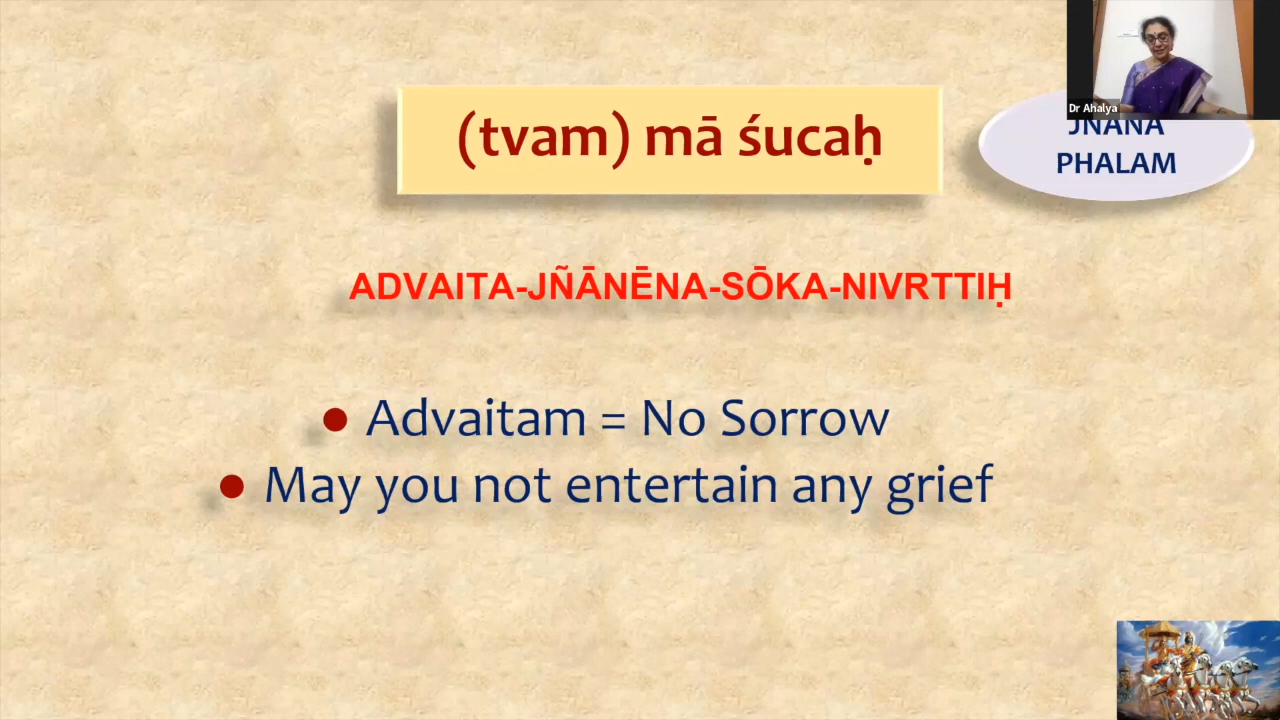 (tvam) mā śucaḥ
Dr Ahalya
JÑĀNA
PHALAM
ADVAITA-JÑĀNĒNA-SŌKA-NIVRTTIḤ
● Advaitam = No Sorrow
● May you not entertain any grief